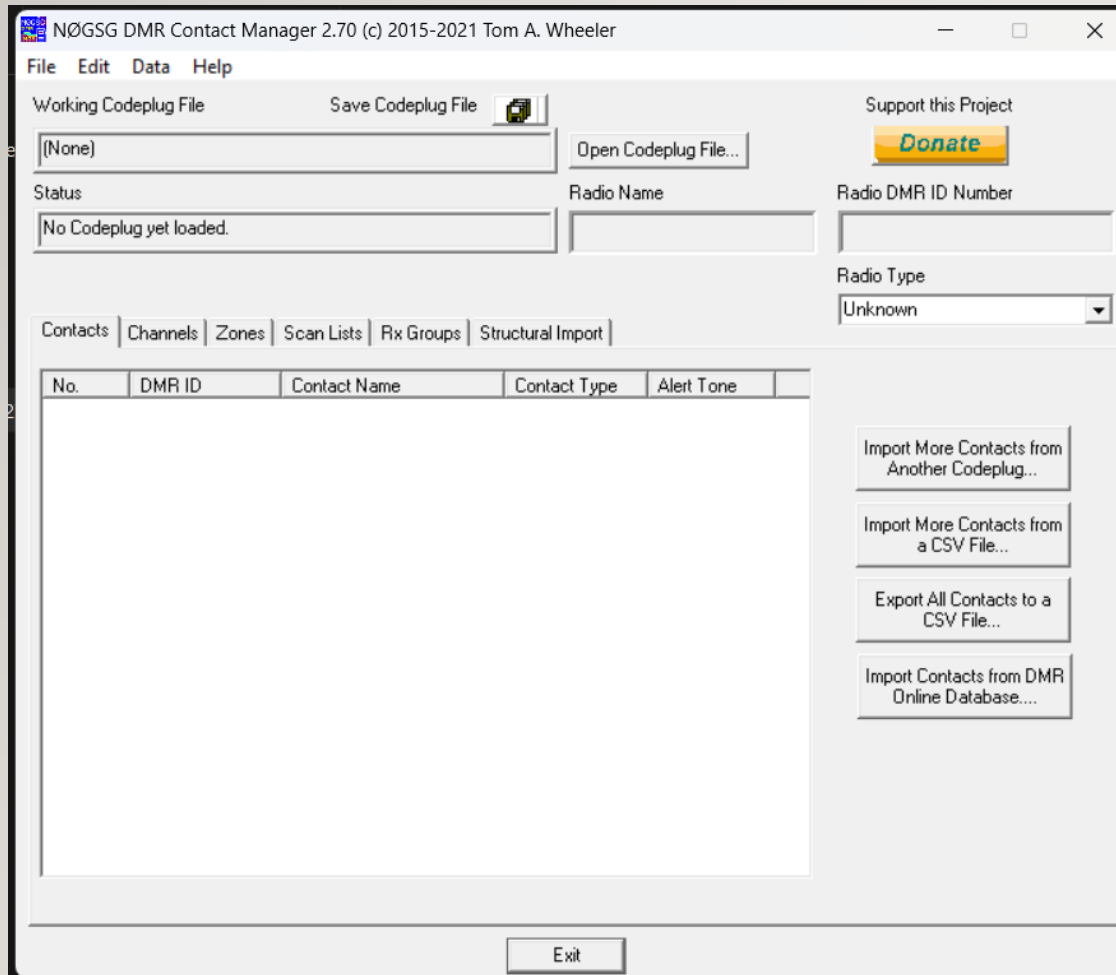 NØGSG DMR Contact Manager 2.70 (c) 2015-2021 Tom A. Wheeler
File Edit Data Help
Working Codeplug File Save Codeplug File Support this Project
(None) Open Codeplug File... Donate
Status Radio Name Radio DMR ID Number
No Codeplug yet loaded.
Radio Type
Unknown
Contacts Channels Zones Scan Lists Rx Groups Structural Import
No. DMR ID Contact Name Contact Type Alert Tone
Import More Contacts from
Another Codeplug...
Import More Contacts from
a CSV File...
Export All Contacts to a
CSV File...
Import Contacts from DMR
Online Database....
Exit